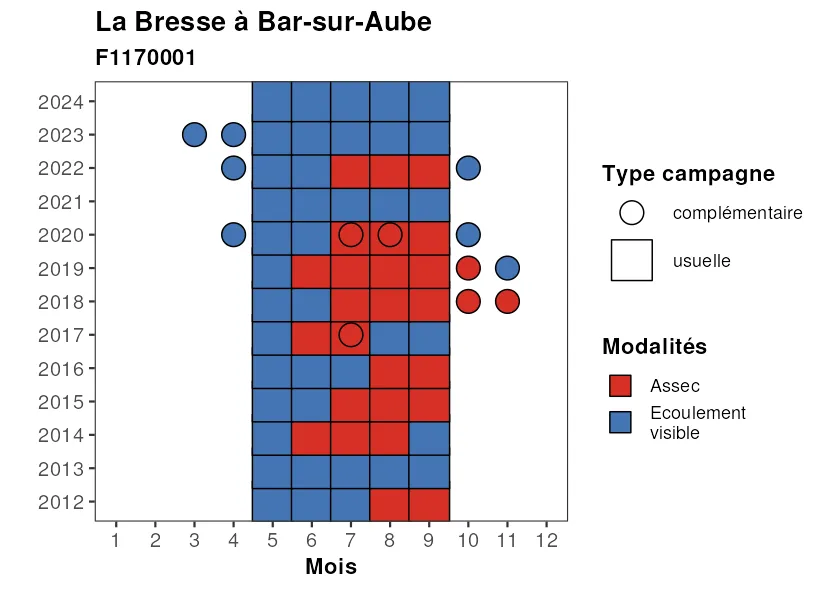 La Bresse à Bar-sur-Aube
F1170001
2024
2023
2022
2021
2020
2019
2018
2017
2016
2015
2014
2013
2012
1 2 3 4 5 6 7 8 9 10 11 12
Mois
Type campagne
complémentaire
usuelle
Modalités
Assec
Ecoulement
visible